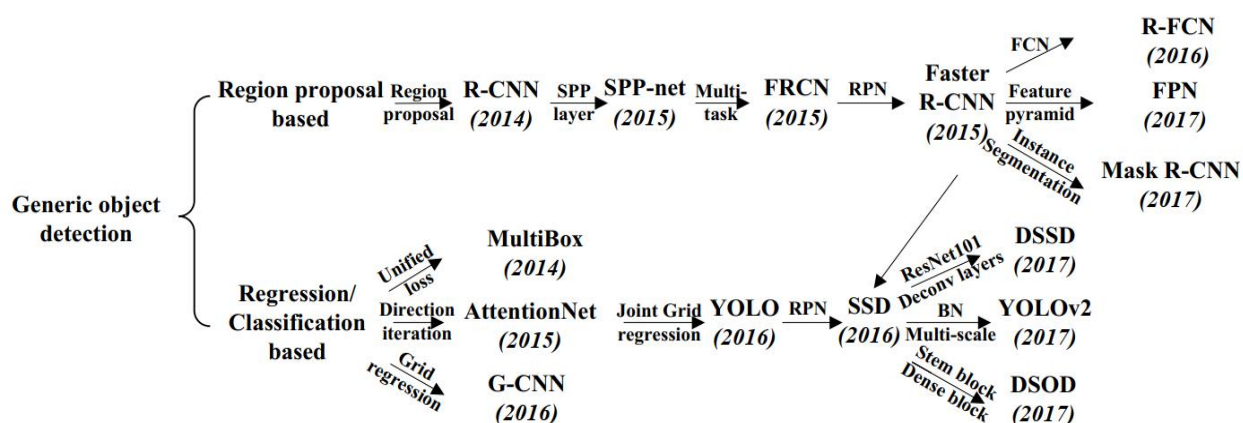 Generic object
detection
Region proposal
based
Region
proposal
R-CNN
(2014)
SPP
layer
SPP-net
(2015)
Multi-
task
FRCN
(2015)
RPN
Faster
R-CNN
(2015)
FCN
R-FCN
(2016)
Feature
pyramid
FPN
(2017)
Instance
Segmentation
Mask R-CNN
(2017)
Regression/
Classification
based
Unified
loss
MultiBox
(2014)
Direction
iteration
AttentionNet
(2015)
Grid
regression
G-CNN
(2016)
Joint Grid
regression
YOLO
(2016)
RPN
SSD
(2016)
ResNet101
Deconv layers
DSSD
(2017)
BN
Multi-scale
YOLOv2
(2017)
Stem block
Dense block
DSOD
(2017)